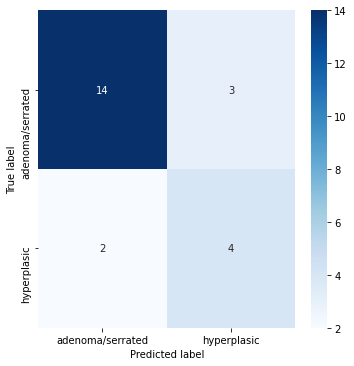 14
3
2
4
adenoma/serrated
hyperplasic
True label
adenoma/serrated
hyperplasic
Predicted label
14
12
10
8
6
4
2